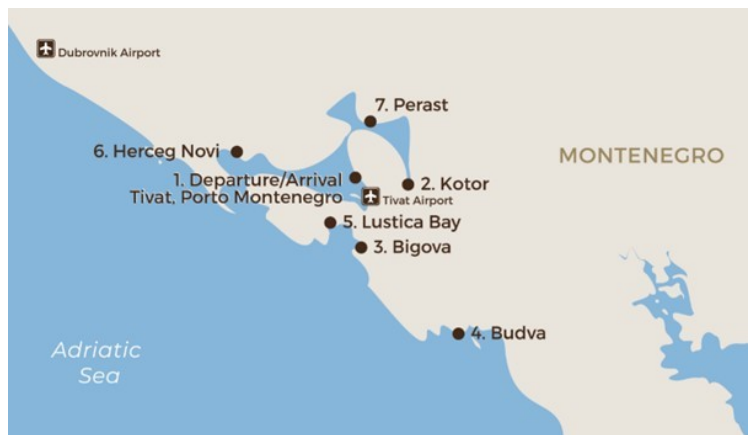 Dubrovnik Airport
7. Perast
6. Herceg Novi
MONTENEGRO
1. Departure/Arrival
Tivat, Porto Montenegro
2. Kotor
Tivat Airport
5. Lustica Bay
3. Bigova
4. Budva
Adriatic
Sea